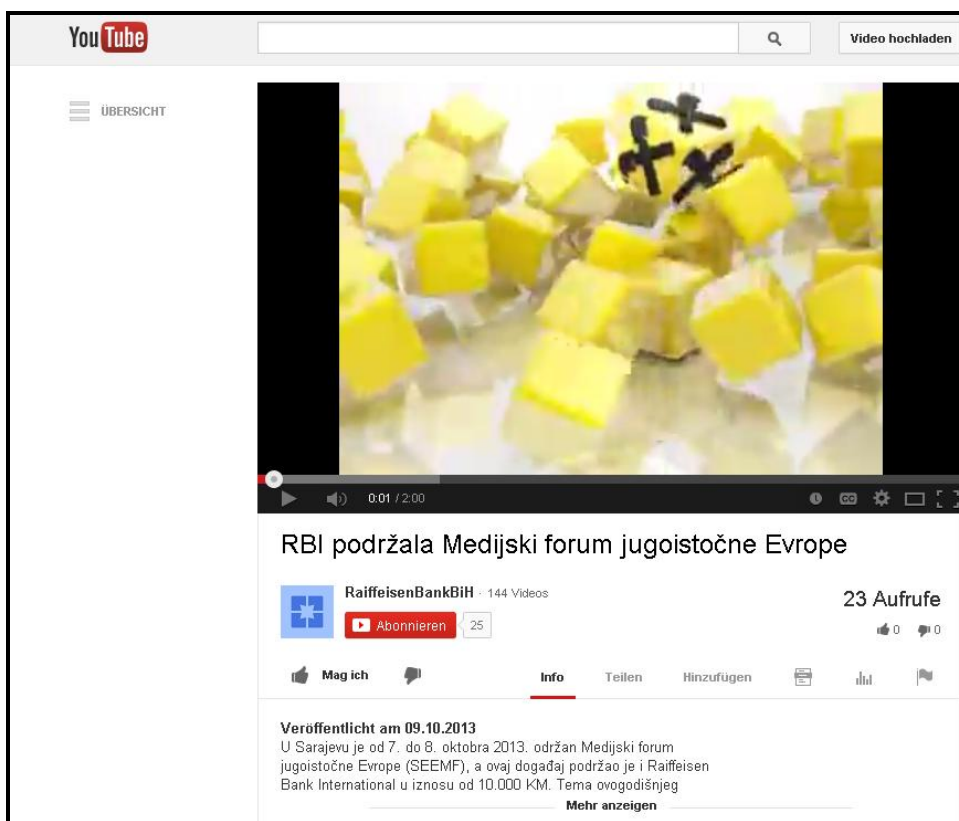 YouTube
Video hochladen
ÜBERSICHT
0:01 / 2:00
CC
RBI podržala Medijski forum jugoistočne Evrope
RaiffeisenBankBiH · 144 Videos
23 Aufrufe
Abonnieren 25
0 0
Mag ich Info Teilen Hinzufügen
Veröffentlicht am 09.10.2013
U Sarajevu je od 7. do 8. oktobra 2013. održan Medijski forum
jugoistočne Evrope (SEEMF), a ovaj događaj podržao je i Raiffeisen
Bank International u iznosu od 10.000 KM. Tema ovogodišnjeg
Mehr anzeigen